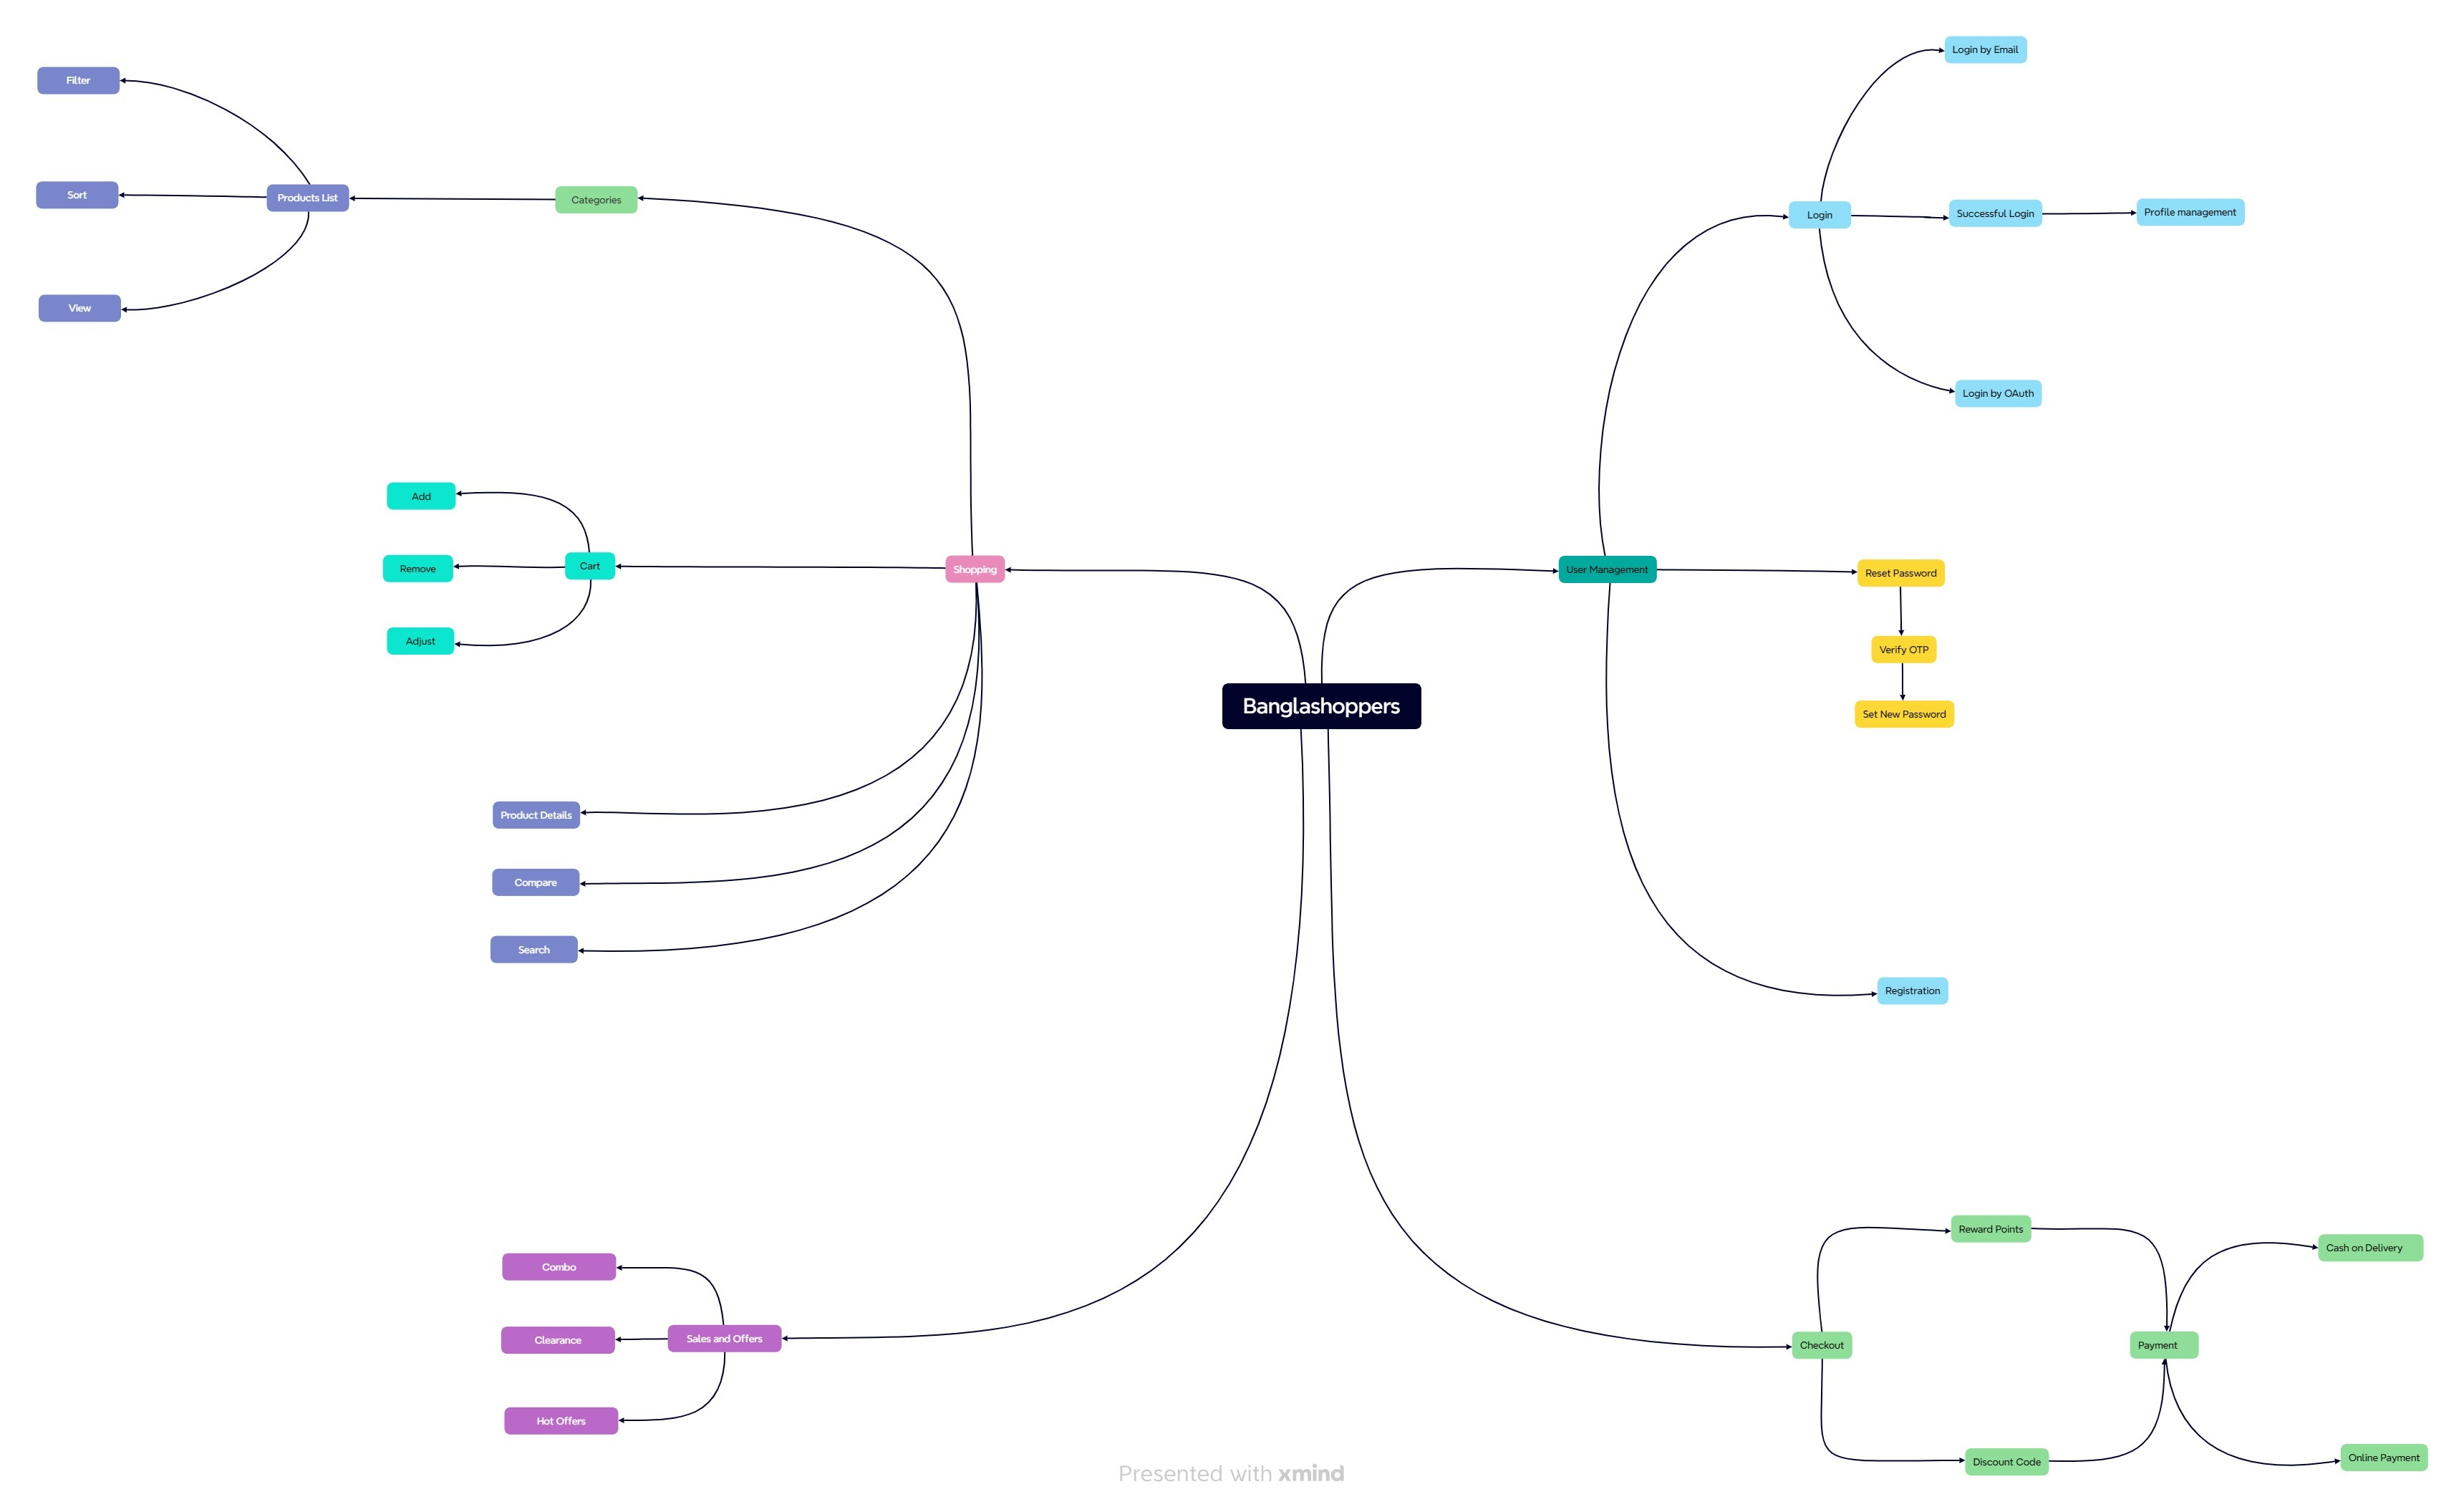 Login by Email
Filter
Sort
Products List
Categories
Login
Successful Login
Profile management
View
Login by OAuth
Add
Remove
Cart
Shopping
User Management
Reset Password
Adjust
Verify OTP
Banglashoppers
Set New Password
Product Details
Compare
Search
Registration
Reward Points
Cash on Delivery
Combo
Clearance
Sales and Offers
Checkout
Payment
Hot Offers
Discount Code
Online Payment
Presented with xmind